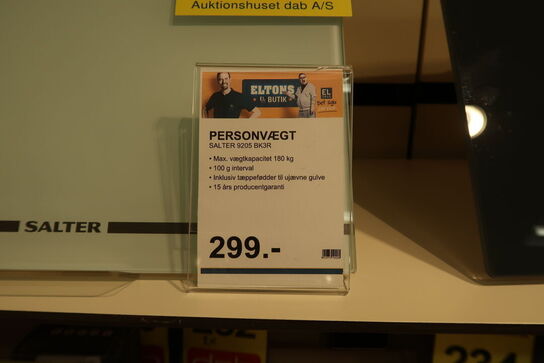 Auktionshuset dab A/S
ELTONS
EL BUTIK
EL
PERSONVÆGT
SALTER 9205 BK3R
• Max. vægtkapacitet 180 kg
• 100 g interval
• Inklusiv tæppefødder til ujævne gulve
• 15 års producentgaranti
SALTER
299.-